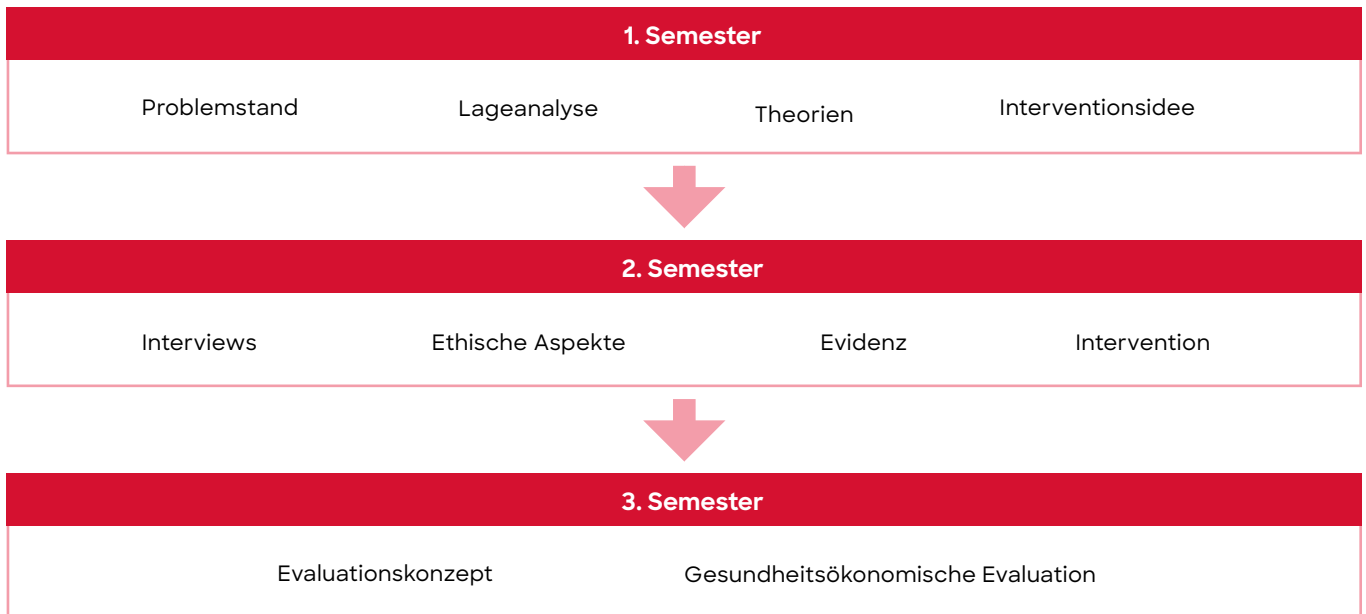 1. Semester
Problemstand Lageanalyse Theorien Interventionsidee
2. Semester
Interviews Ethische Aspekte Evidenz Intervention
3. Semester
Evaluationskonzept Gesundheitsökonomische Evaluation